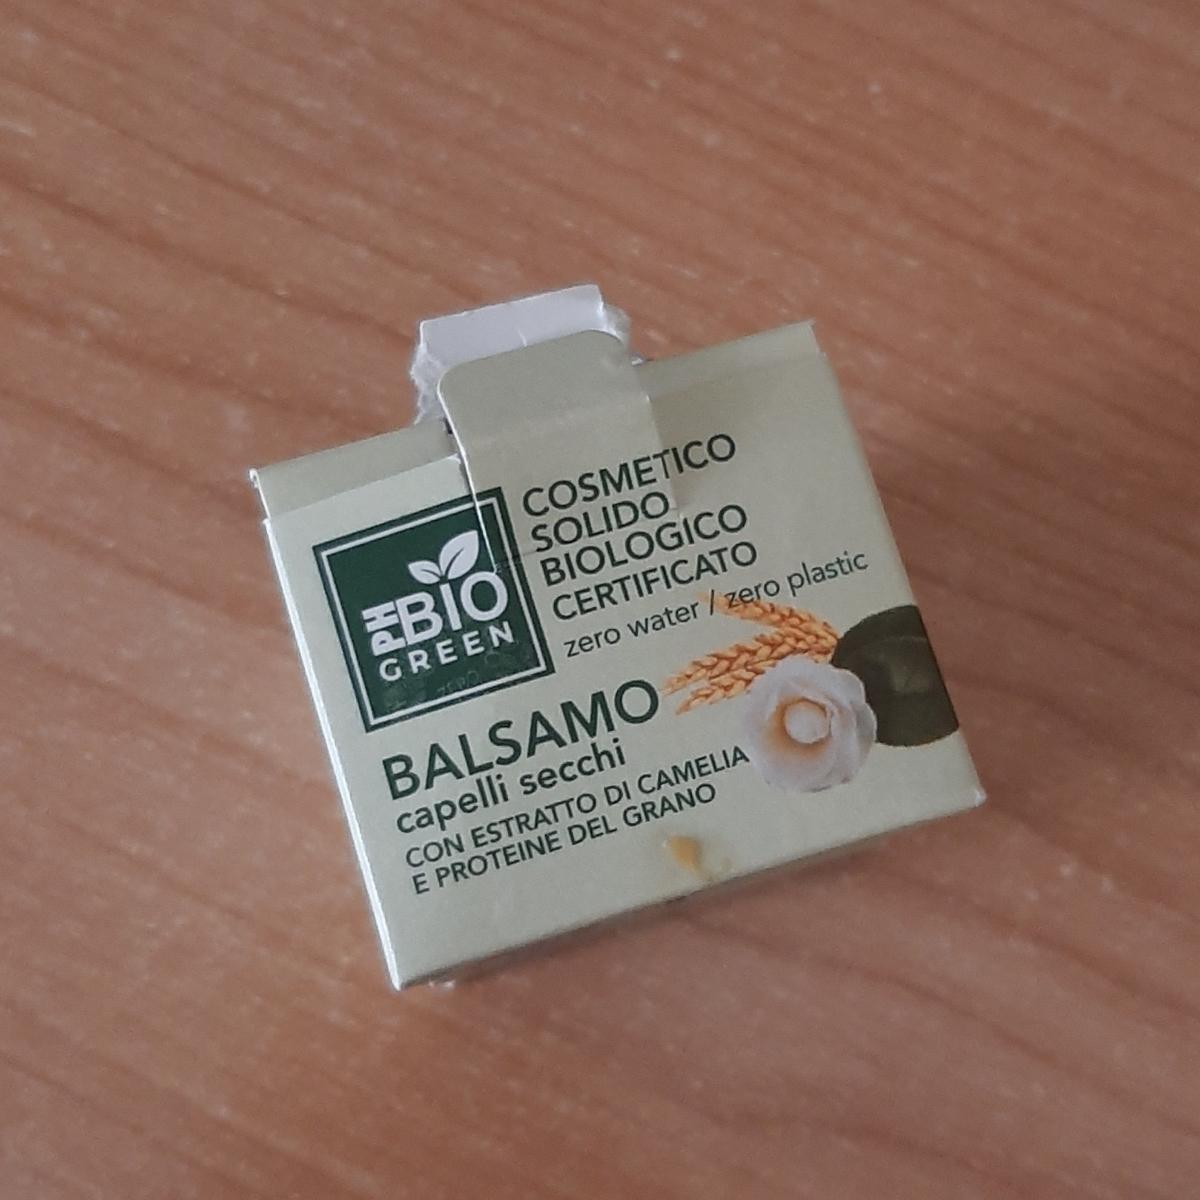 PH
BIO
GREEN
COSMETICO
SOLIDO
BIOLOGICO
CERTIFICATO
zero water / zero plastic
BALSAMO
capelli secchi
CON ESTRATTO DI CAMELIA
E PROTEINE DEL GRANO